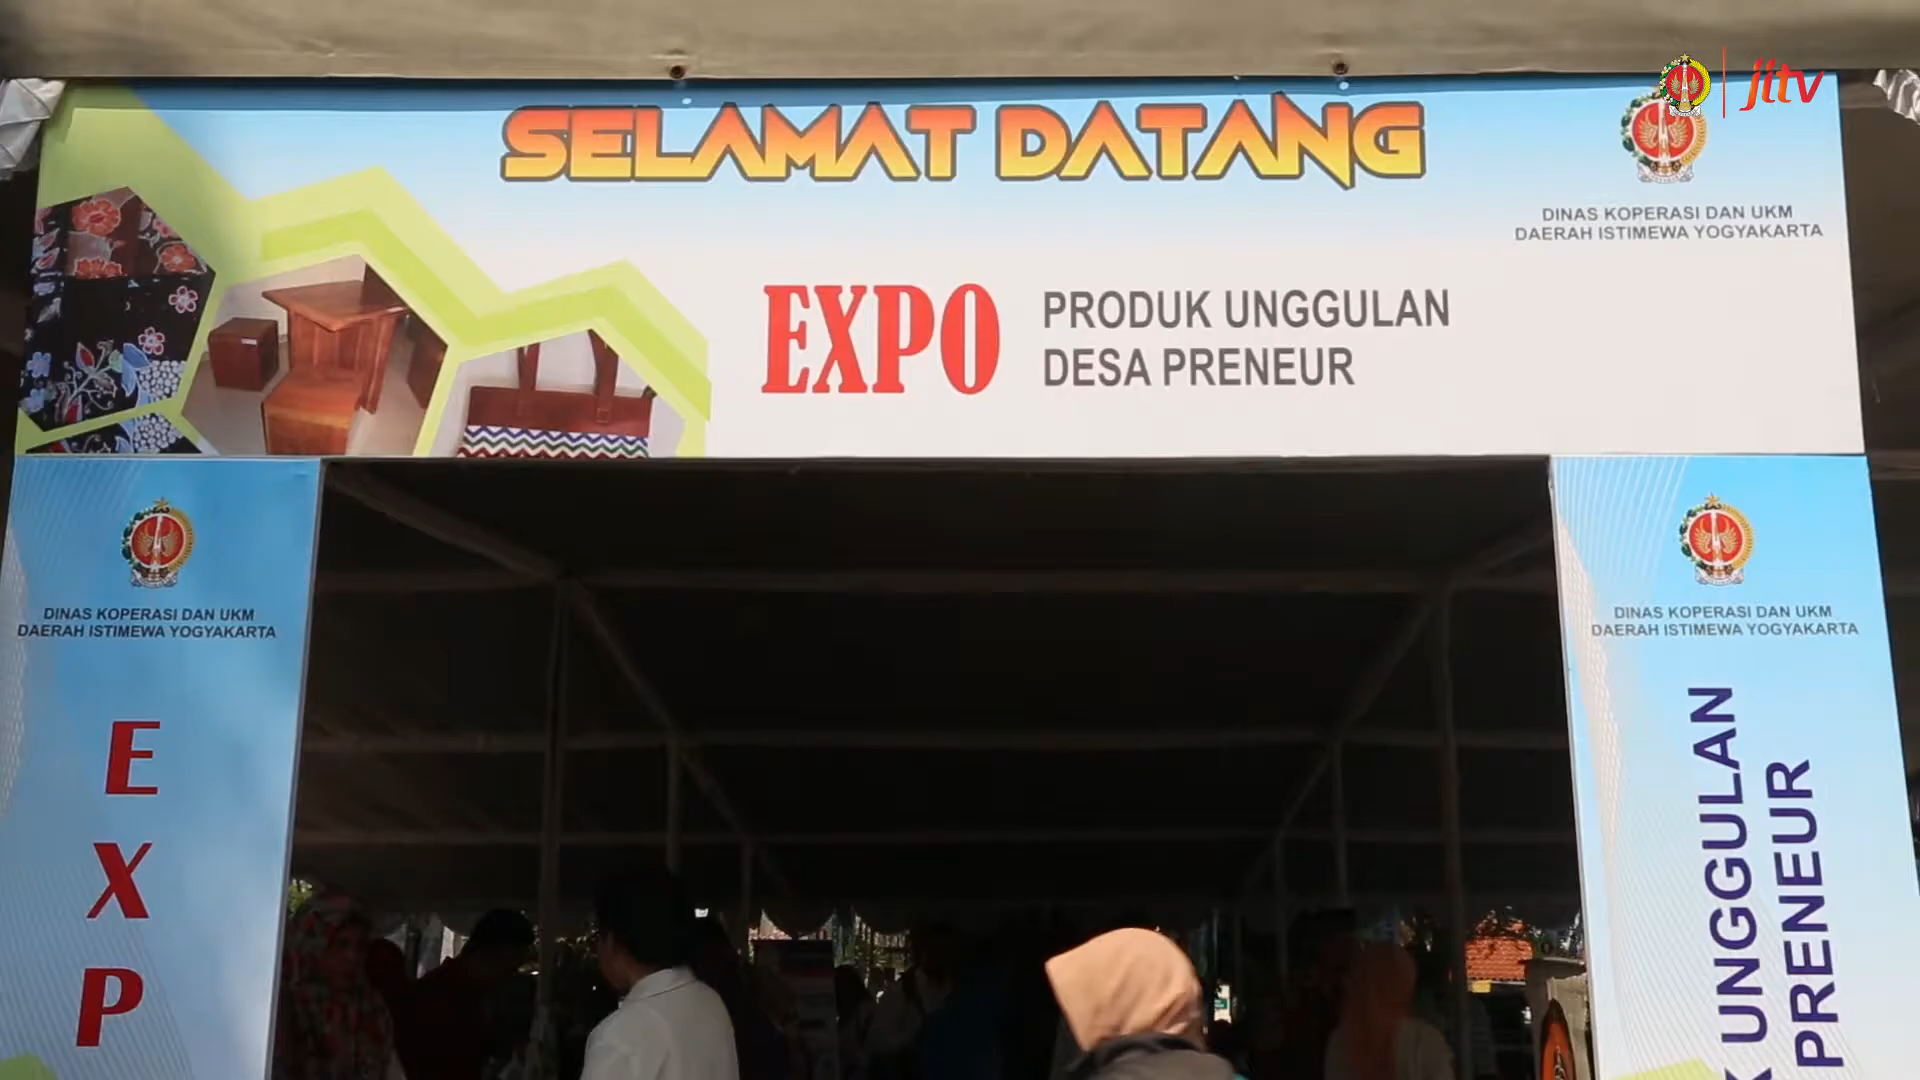 jitv
SELAMAT DATANG
DINAS KOPERASI DAN UKM
DAERAH ISTIMEWA YOGYAKARTA
EXPO
PRODUK UNGGULAN
DESA PRENEUR
DINAS KOPERASI DAN UKM
DAERAH ISTIMEWA YOGYAKARTA
EXP
DINAS KOPERASI DAN UKM
DAERAH ISTIMEWA YOGYAKARTA
K UNGGULAN
PRENEUR